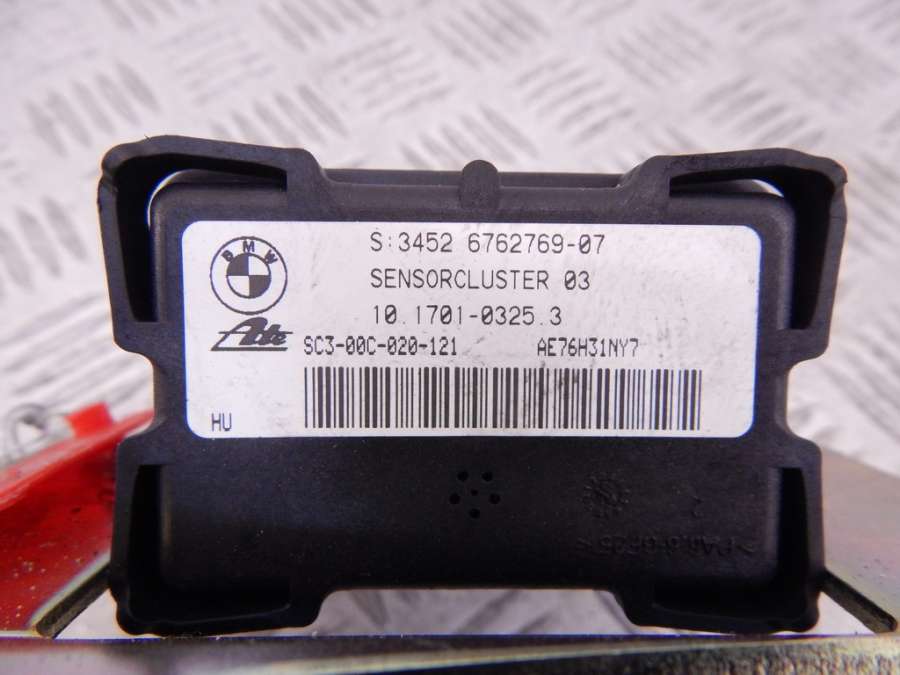 BMW
S:3452 6762769-07
SENSORCLUSTER 03
10.1701-0325.3
Ate
SC3-00C-020-121 AE76H31NY7
HU